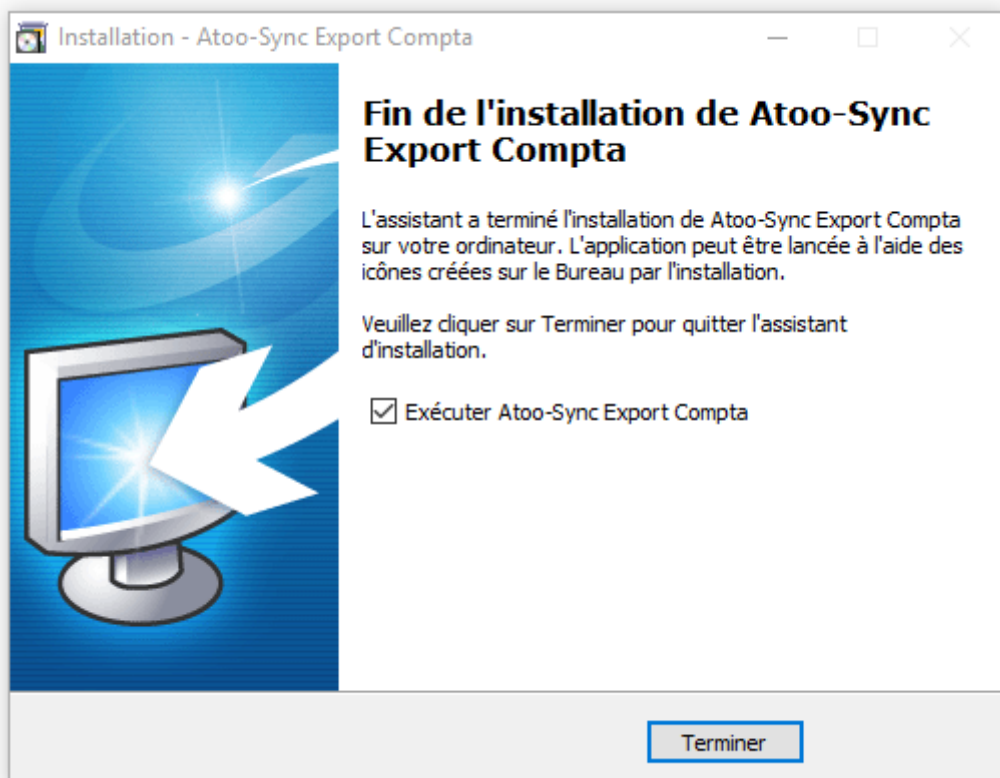 Installation - Atoo-Sync Export Compta
Fin de l'installation de Atoo-Sync
Export Compta
L'assistant a terminé l'installation de Atoo-Sync Export Compta
sur votre ordinateur. L'application peut être lancée à l'aide des
icônes créées sur le Bureau par l'installation.
Veuillez cliquer sur Terminer pour quitter l'assistant
d'installation.
Exécuter Atoo-Sync Export Compta
Terminer